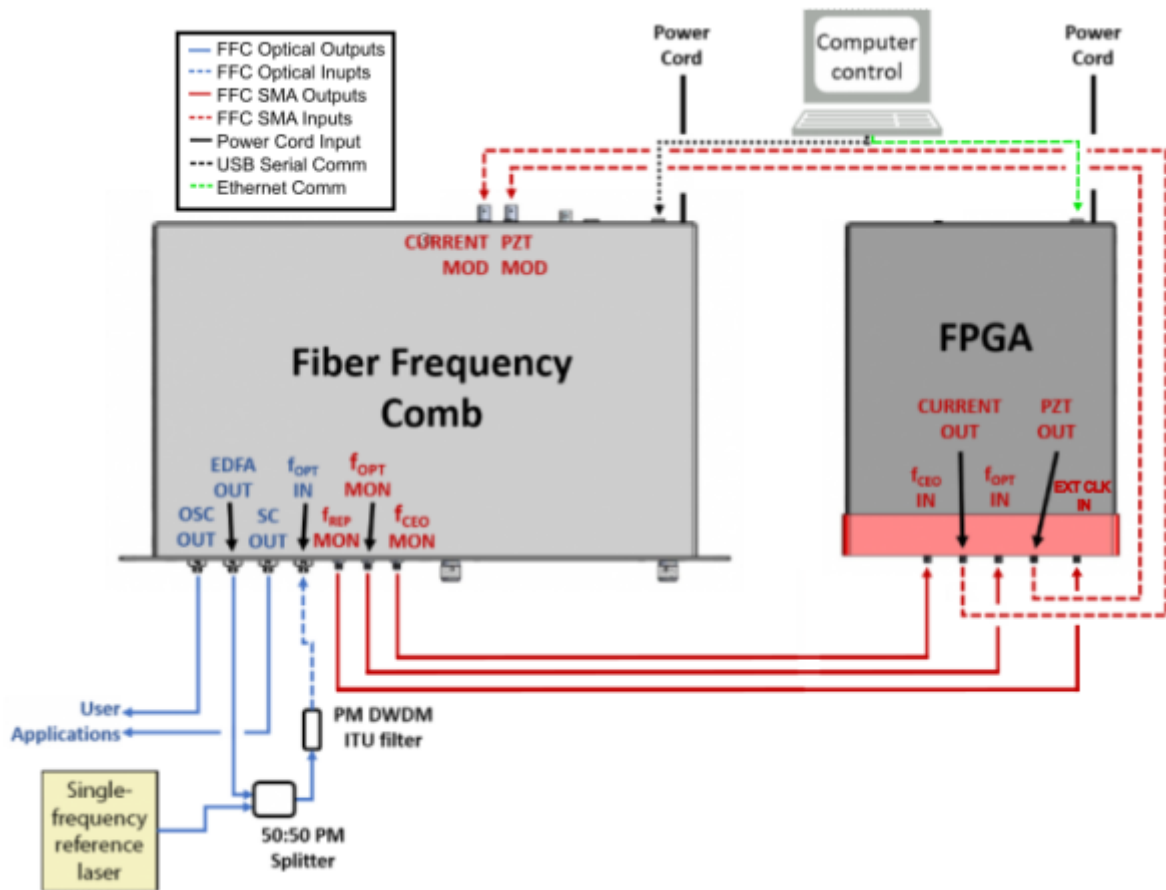 FFC Optical Outputs
FFC Optical Inupts
FFC SMA Outputs
FFC SMA Inputs
Power Cord Input
USB Serial Comm
Ethernet Comm
Power
Cord
Computer
control
Power
Cord
CURRENT
MOD
PZT
MOD
Fiber Frequency
Comb
FPGA
CURRENT
OUT
PZT
OUT
fCEO
IN
fOPT
IN
EXT CLK
IN
EDFA
OUT
fOPT
IN
fOPT
MON
OSC
OUT
SC
OUT
fREP
MON
fCEO
MON
User
Applications
PM DWDM
ITU filter
Single-
frequency
reference
laser
50:50 PM
Splitter